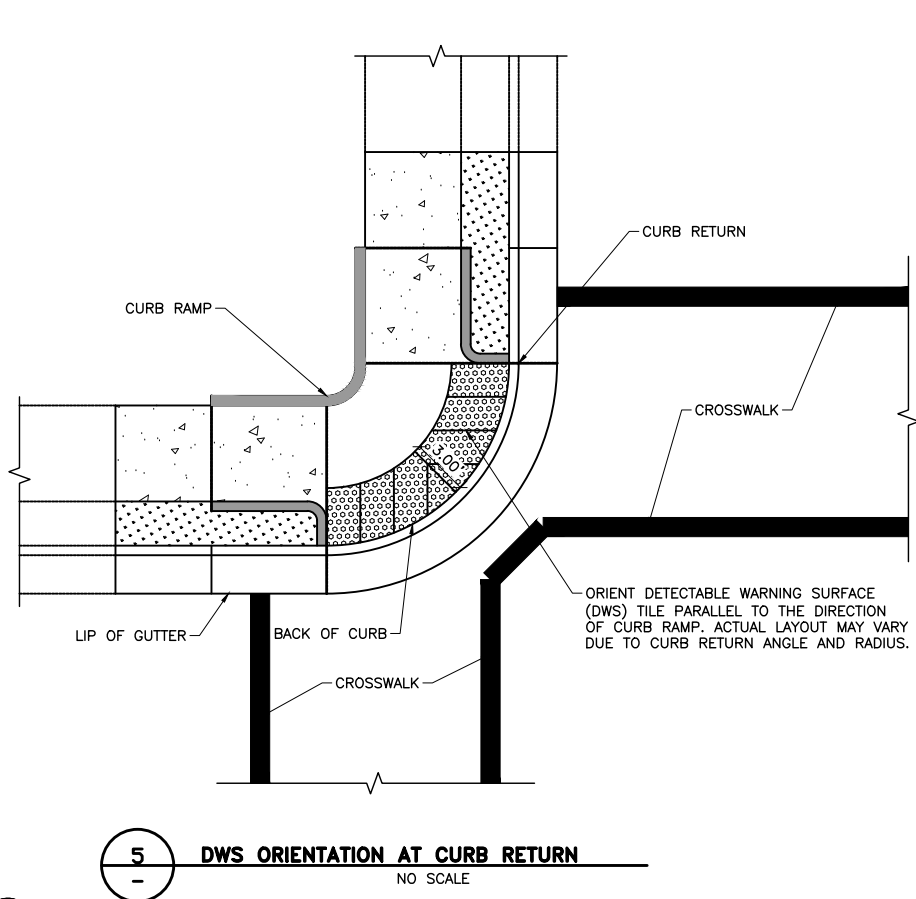 CURB RETURN
CURB RAMP
CROSSWALK
3.00'
ORIENT DETECTABLE WARNING SURFACE
(DWS) TILE PARALLEL TO THE DIRECTION
OF CURB RAMP. ACTUAL LAYOUT MAY VARY
DUE TO CURB RETURN ANGLE AND RADIUS.
LIP OF GUTTER
BACK OF CURB
CROSSWALK
5
-
DWS ORIENTATION AT CURB RETURN
NO SCALE